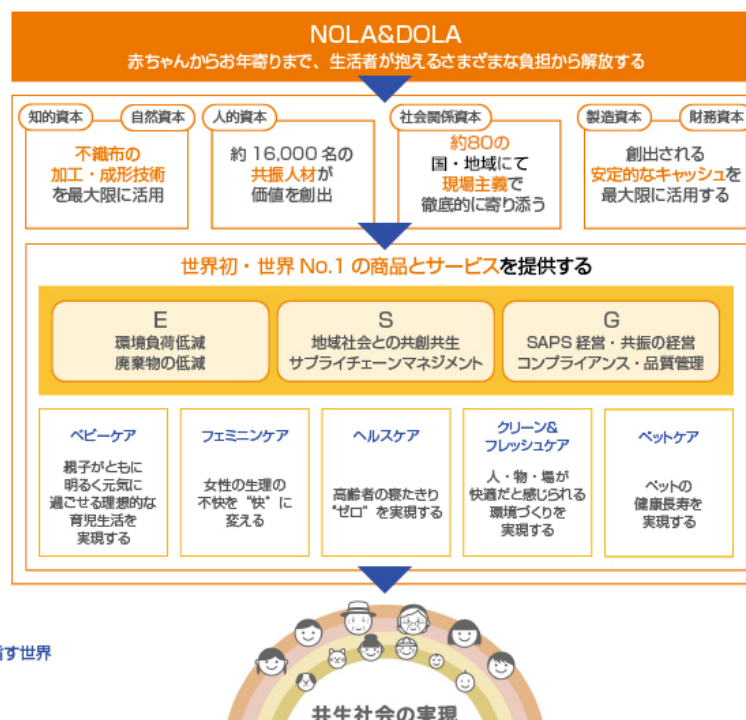 NOLA&DOLA
赤ちゃんからお年寄りまで、生活者が抱えるさまざまな負担から解放する
知的資本
自然資本
不織布の
加工・成形技術
を最大限に活用
人的資本
約 16,000 名の
共振人材が
価値を創出
社会関係資本
約80の
国・地域にて
現場主義で
徹底的に寄り添う
製造資本
財務資本
創出される
安定的なキャッシュを
最大限に活用する
世界初・世界 No.1 の商品とサービスを提供する
E
環境負荷低減
廃棄物の低減
S
地域社会との共創共生
サプライチェーンマネジメント
G
SAPS 経営・共振の経営
コンプライアンス・品質管理
ベビーケア
親子がともに
明るく元気に
過ごせる理想的な
育児生活を
実現する
フェミニンケア
女性の生理の
不快を“快”に
変える
ヘルスケア
高齢者の寝たきり
“ゼロ”を実現する
クリーン&
フレッシュケア
人・物・場が
快適だと感じられる
環境づくりを
実現する
ペットケア
ペットの
健康長寿を
実現する
指す世界
共生社会の実現